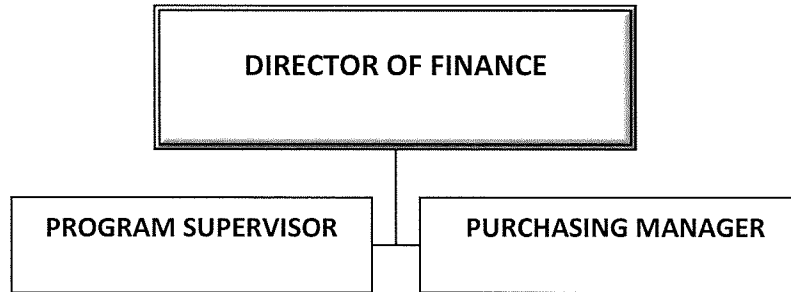 DIRECTOR OF FINANCE
PROGRAM SUPERVISOR
PURCHASING MANAGER